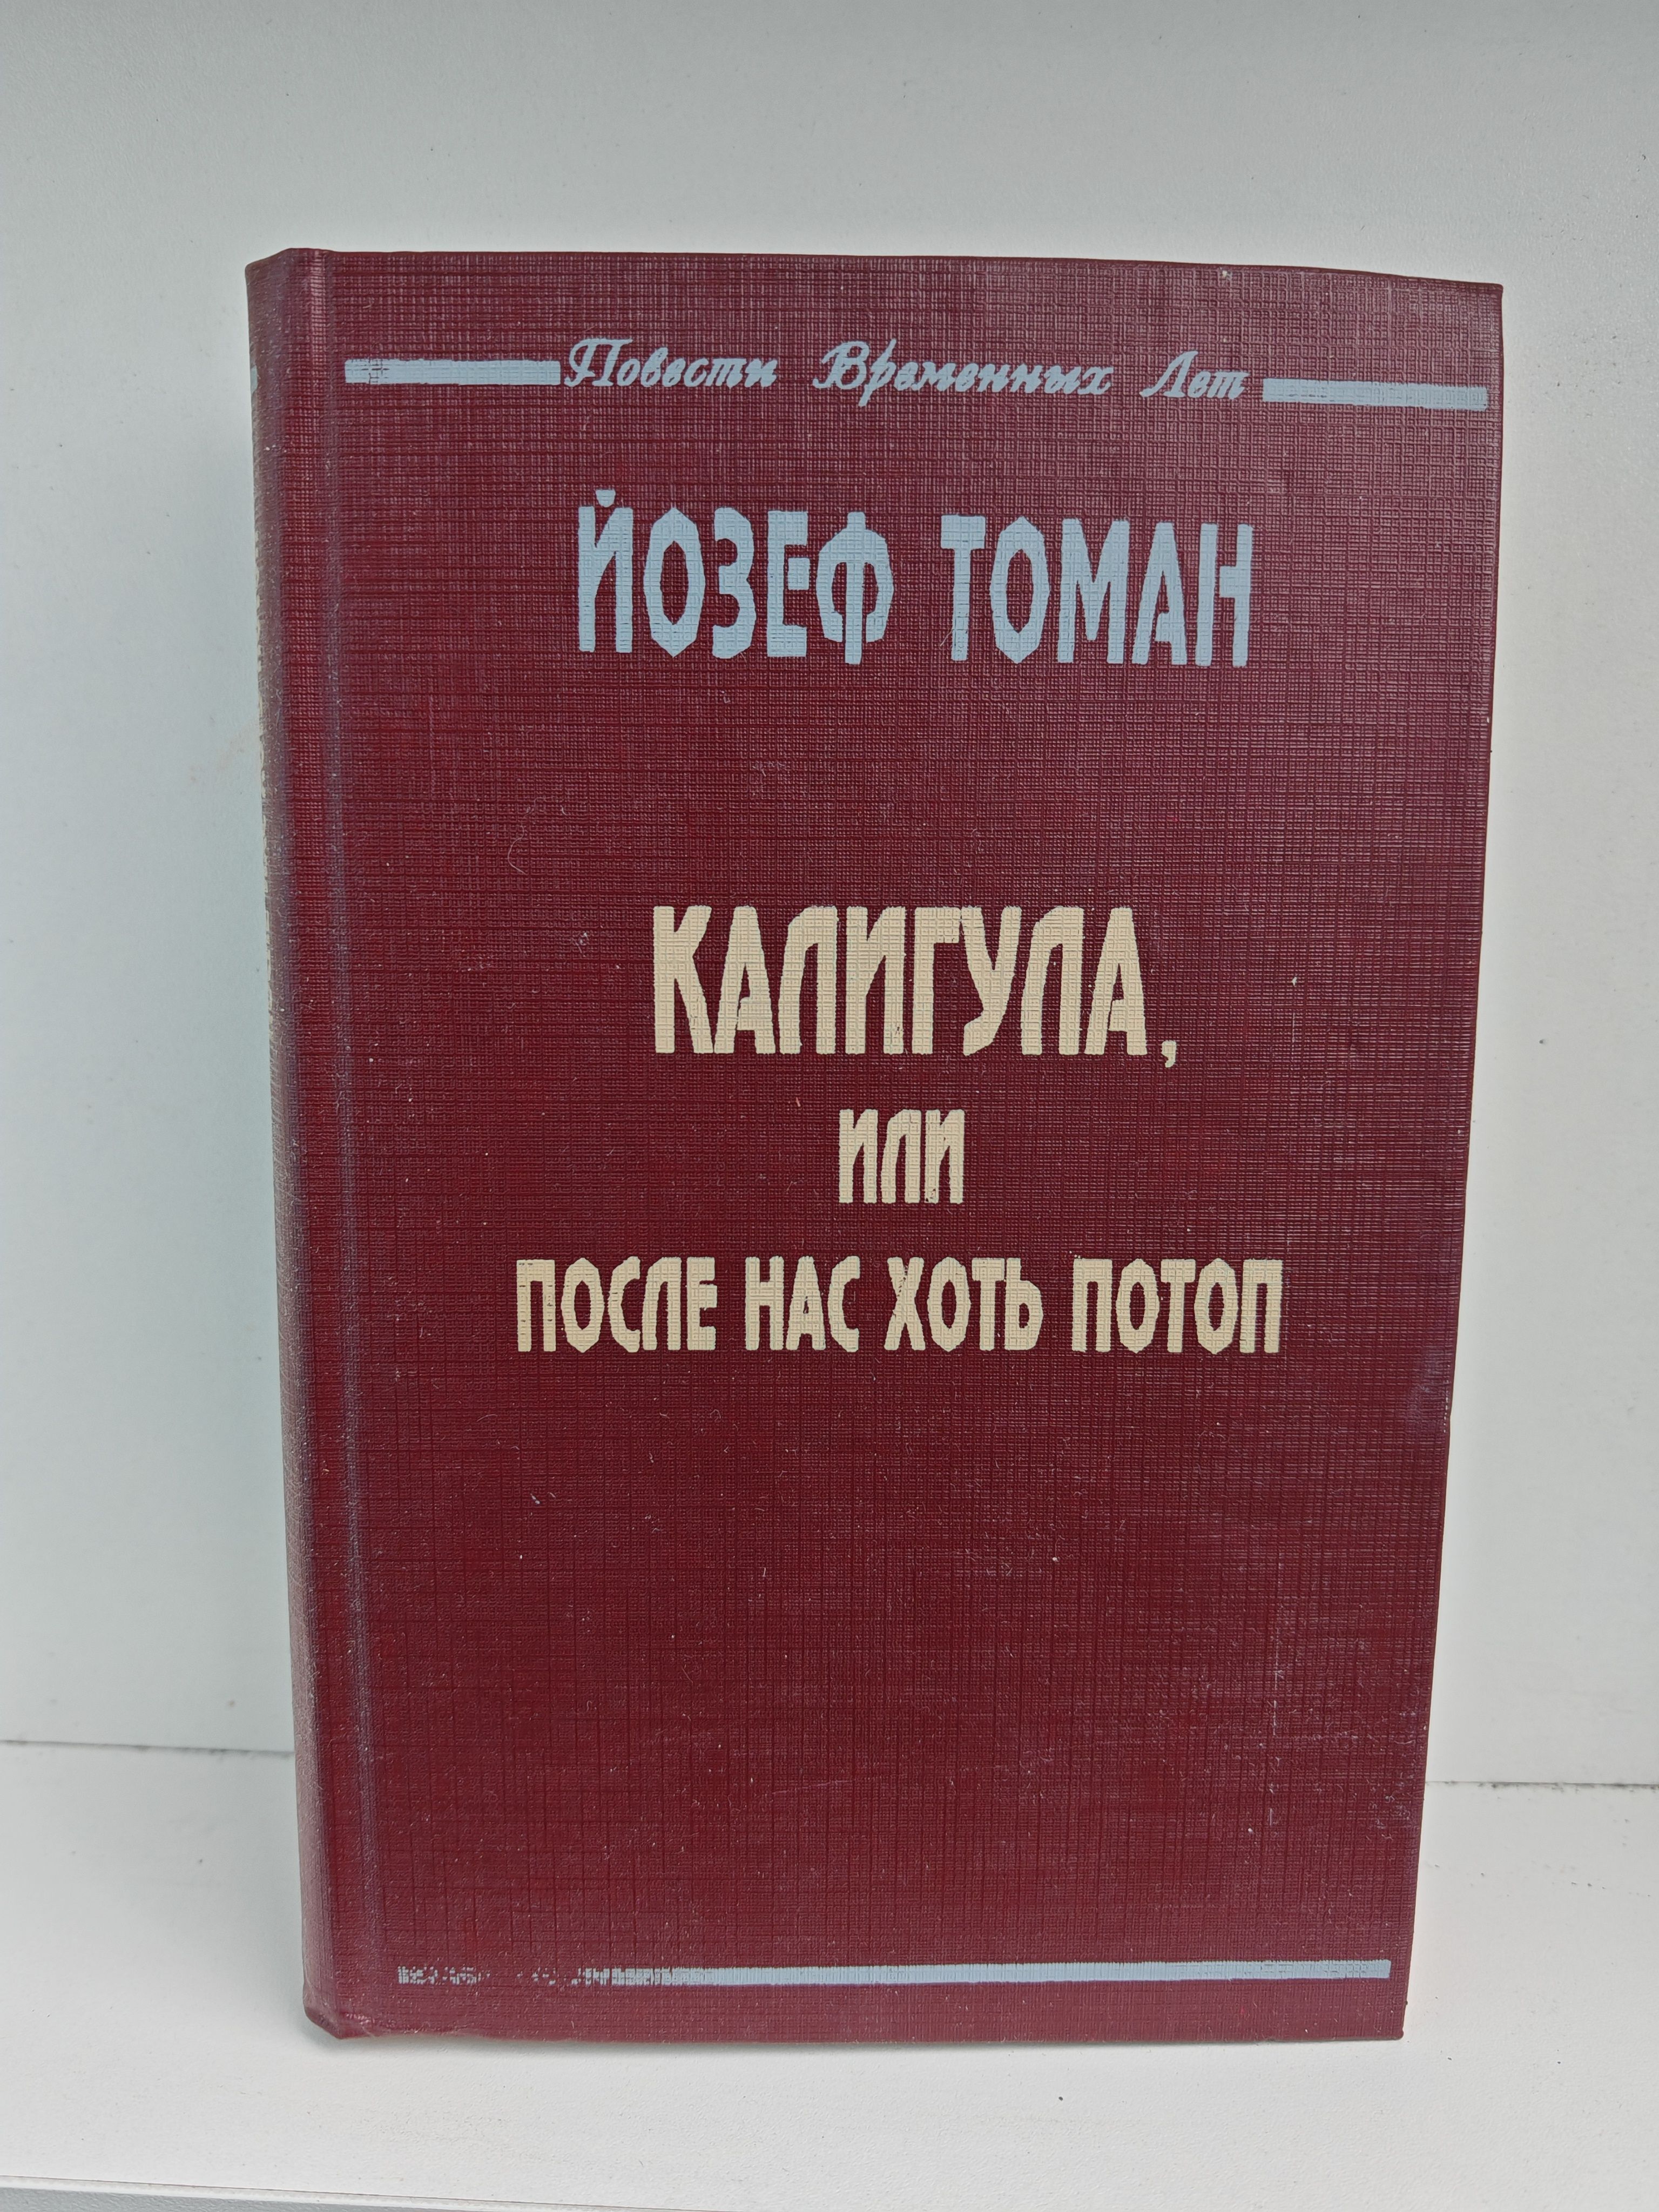 Повести Временных Лет
ЙОЗЕФ ТОМАН
КАЛИГУЛА,
ИЛИ
ПОСЛЕ НАС ХОТЬ ПОТОП